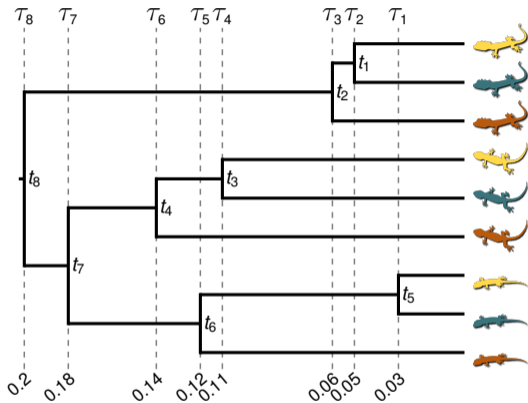 τ₈ τ₇ τ₆ τ₅ τ₄ τ₃ τ₂ τ₁
t₁
t₂
t₃
t₈
t₄
t₇
t₅
t₆
0.2 0.18 0.14 0.12 0.11 0.06 0.05 0.03